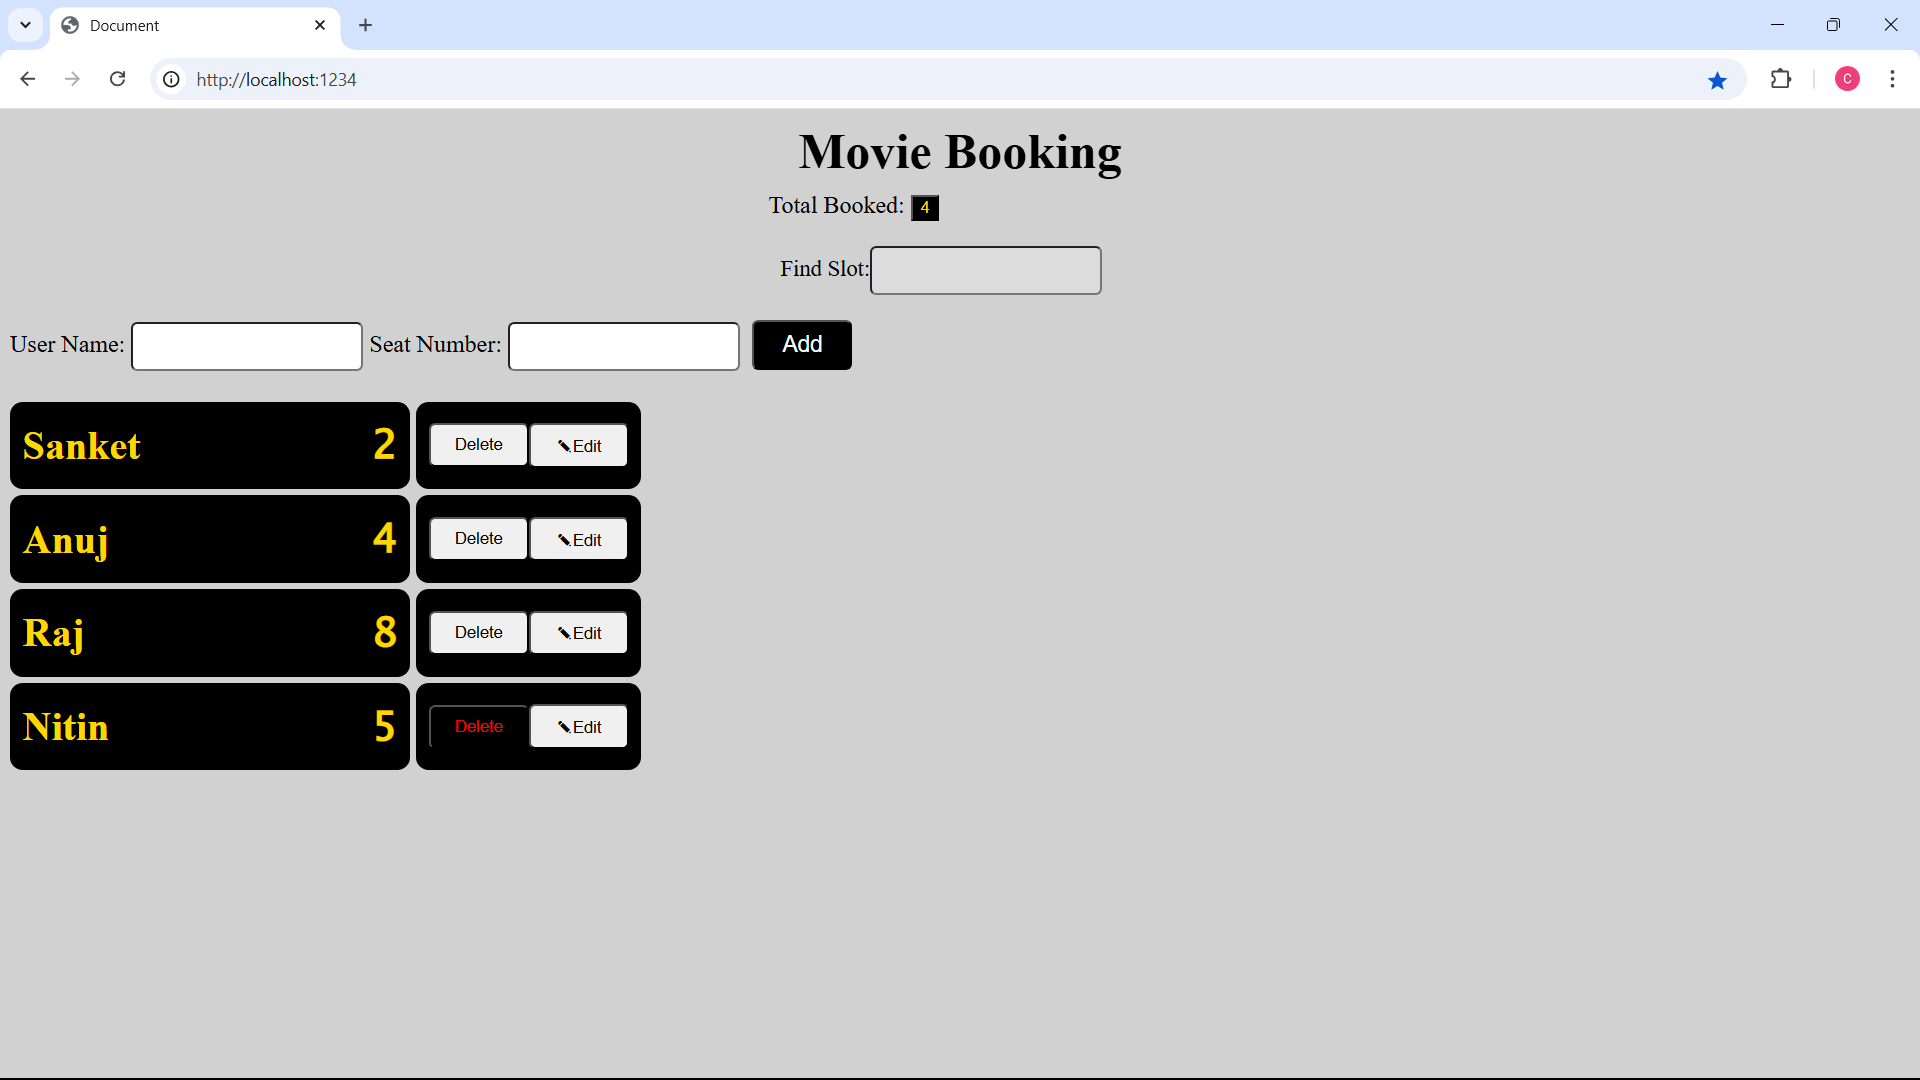 Document
http://localhost:1234
C
Movie Booking
Total Booked: 4
Find Slot:
User Name: Seat Number: Add
Sanket 2 Delete Edit
Anuj 4 Delete Edit
Raj 8 Delete Edit
Nitin 5 Delete Edit